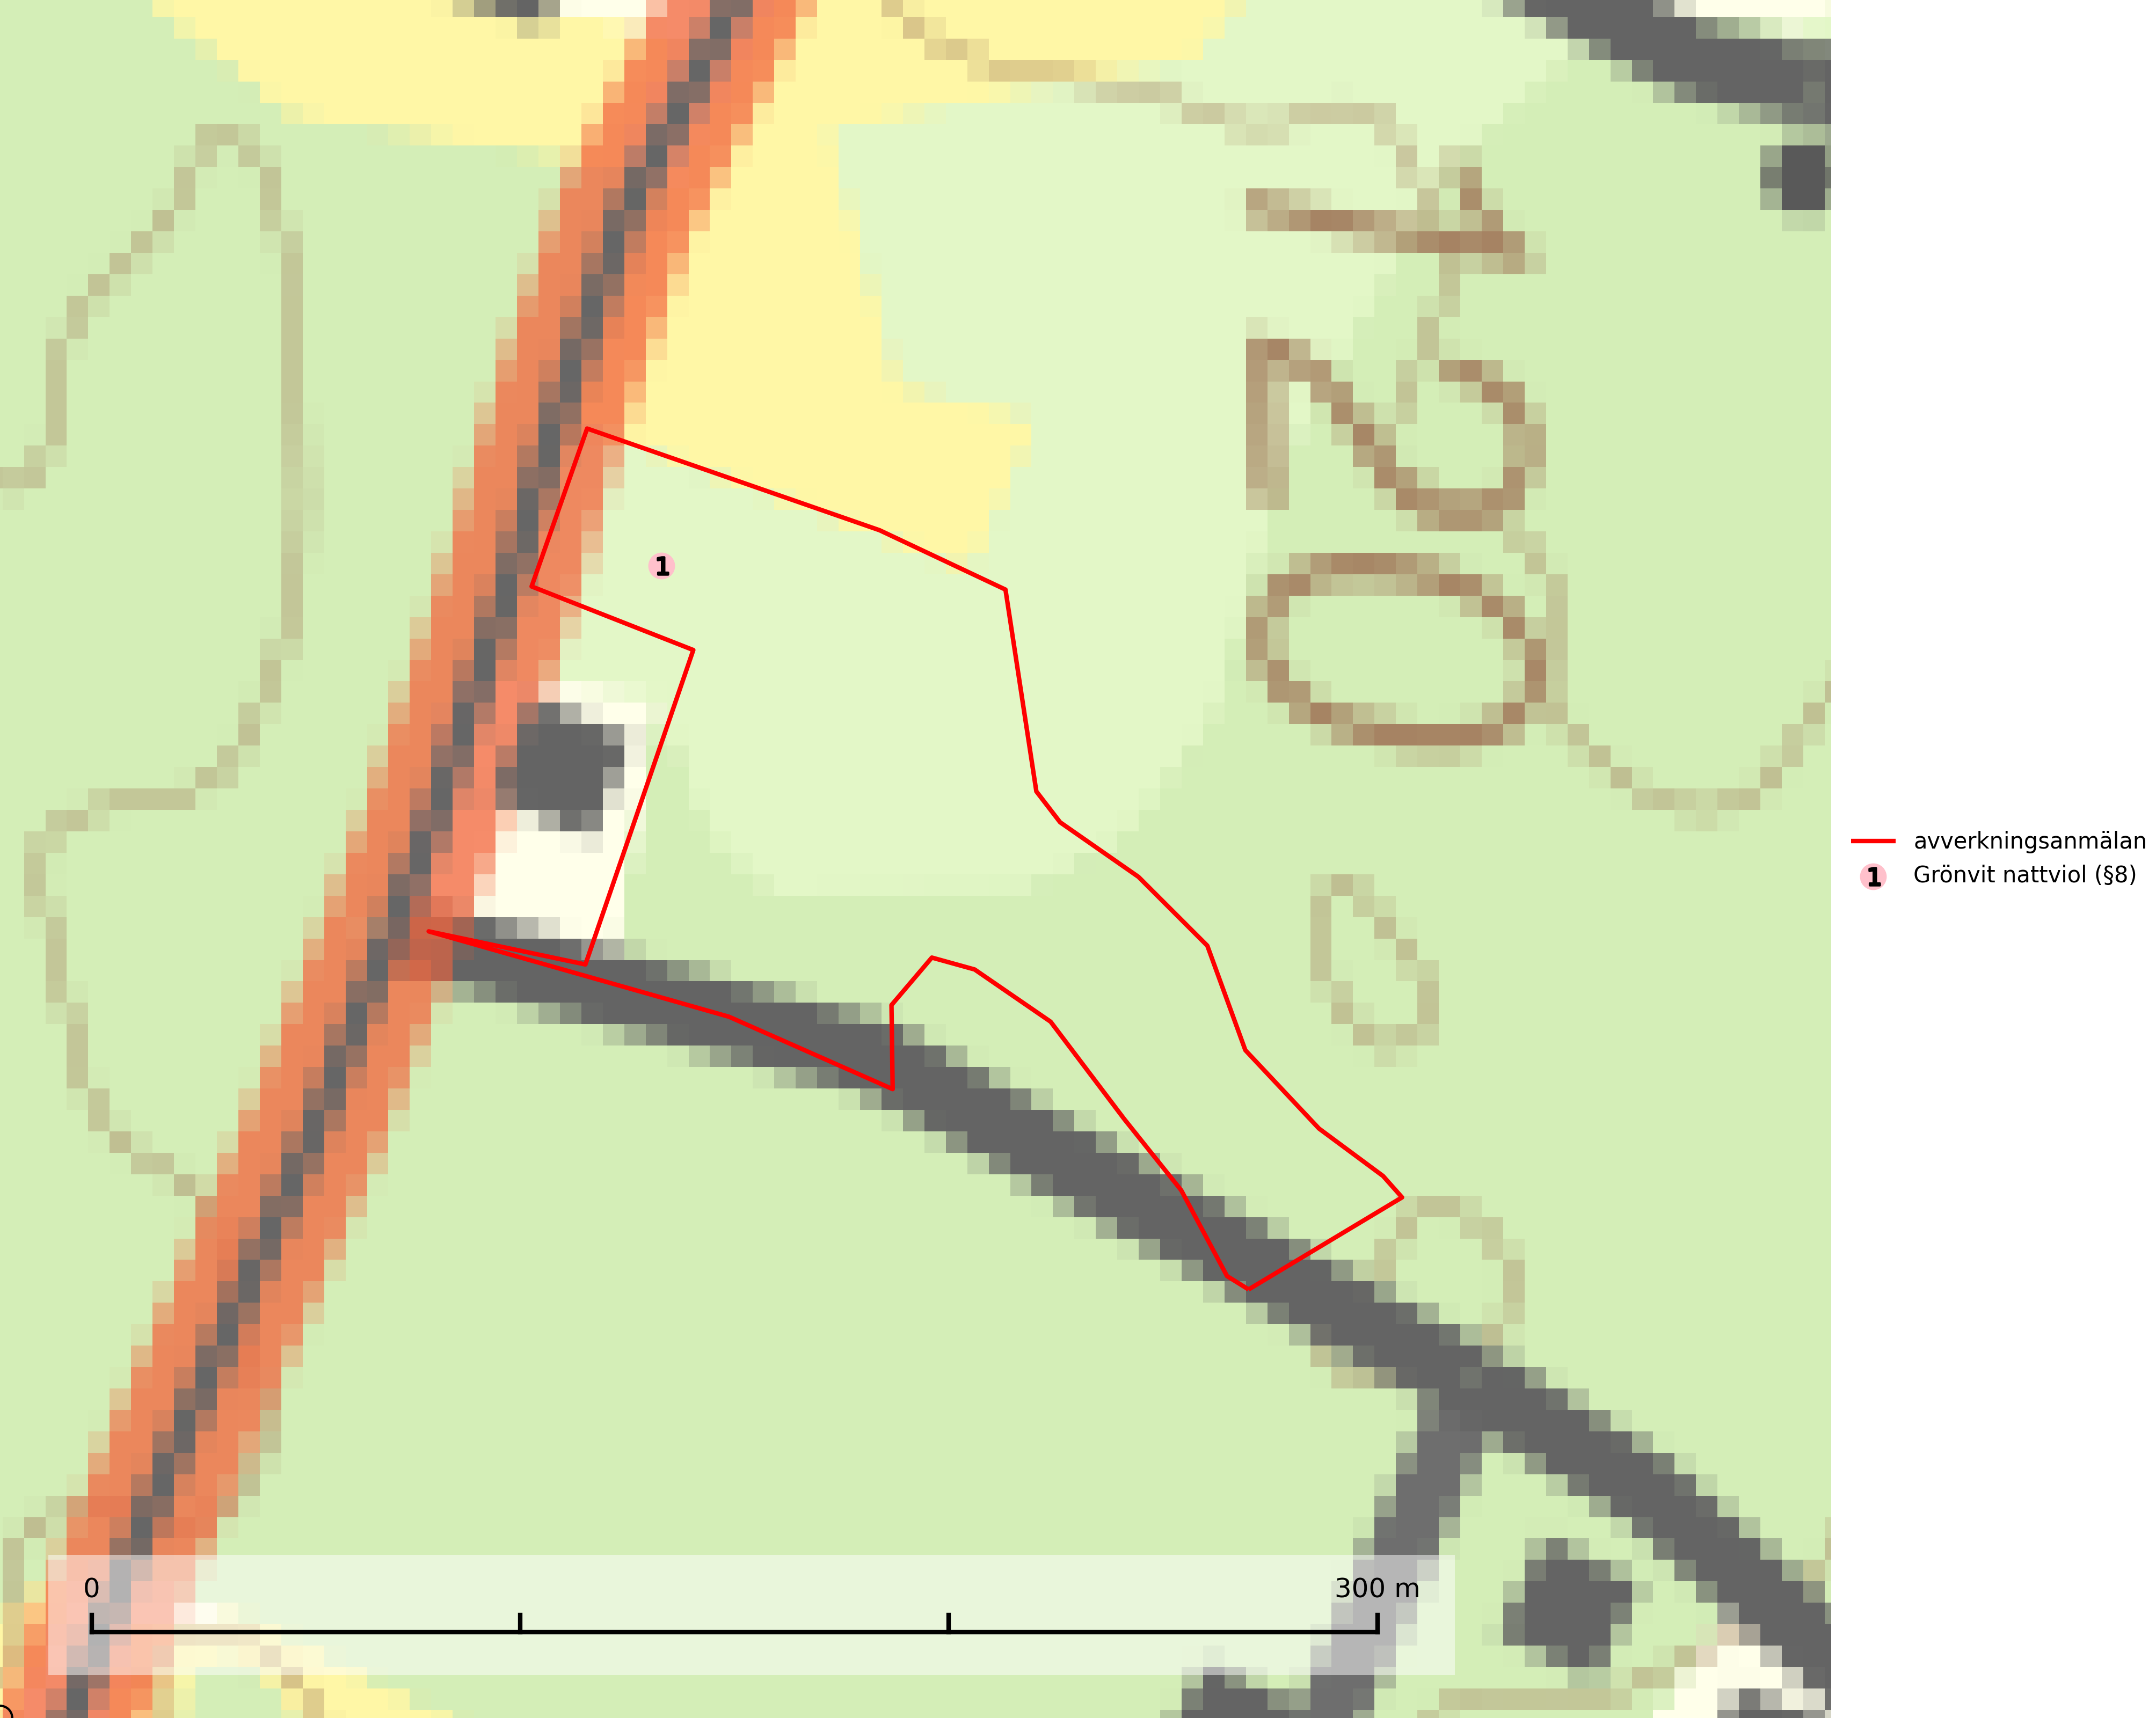 1
avverkningsanmälan
1 Grönvit nattviol (§8)
0 300 m